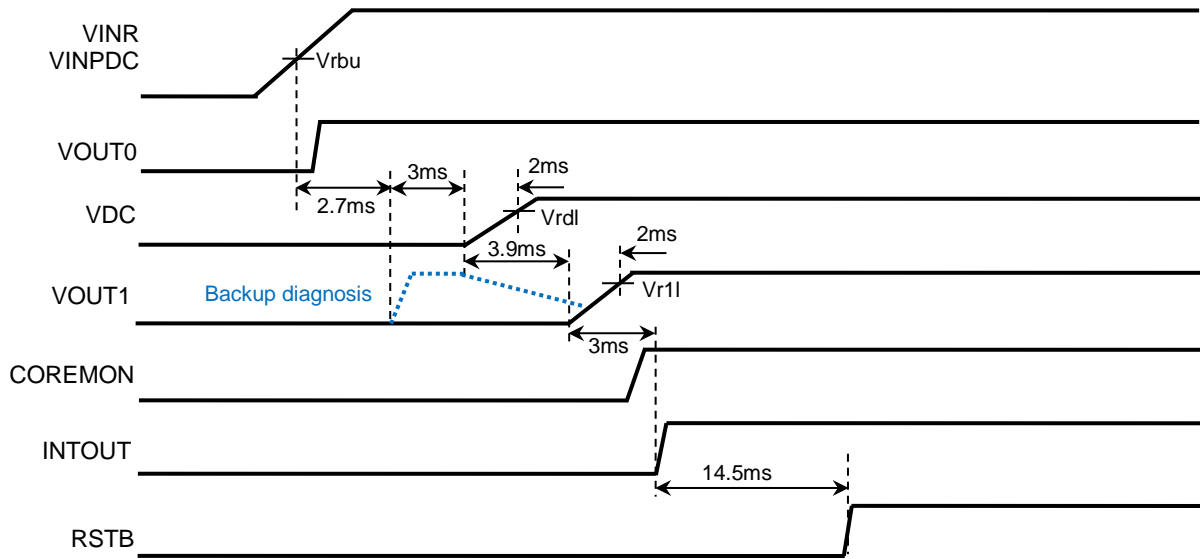 VINR
VINPDC
Vrbu
VOUT0
2ms
3ms
2.7ms
VDC
Vrdl
3.9ms
2ms
Backup diagnosis
VOUT1
Vr1l
3ms
COREMON
INTOUT
14.5ms
RSTB